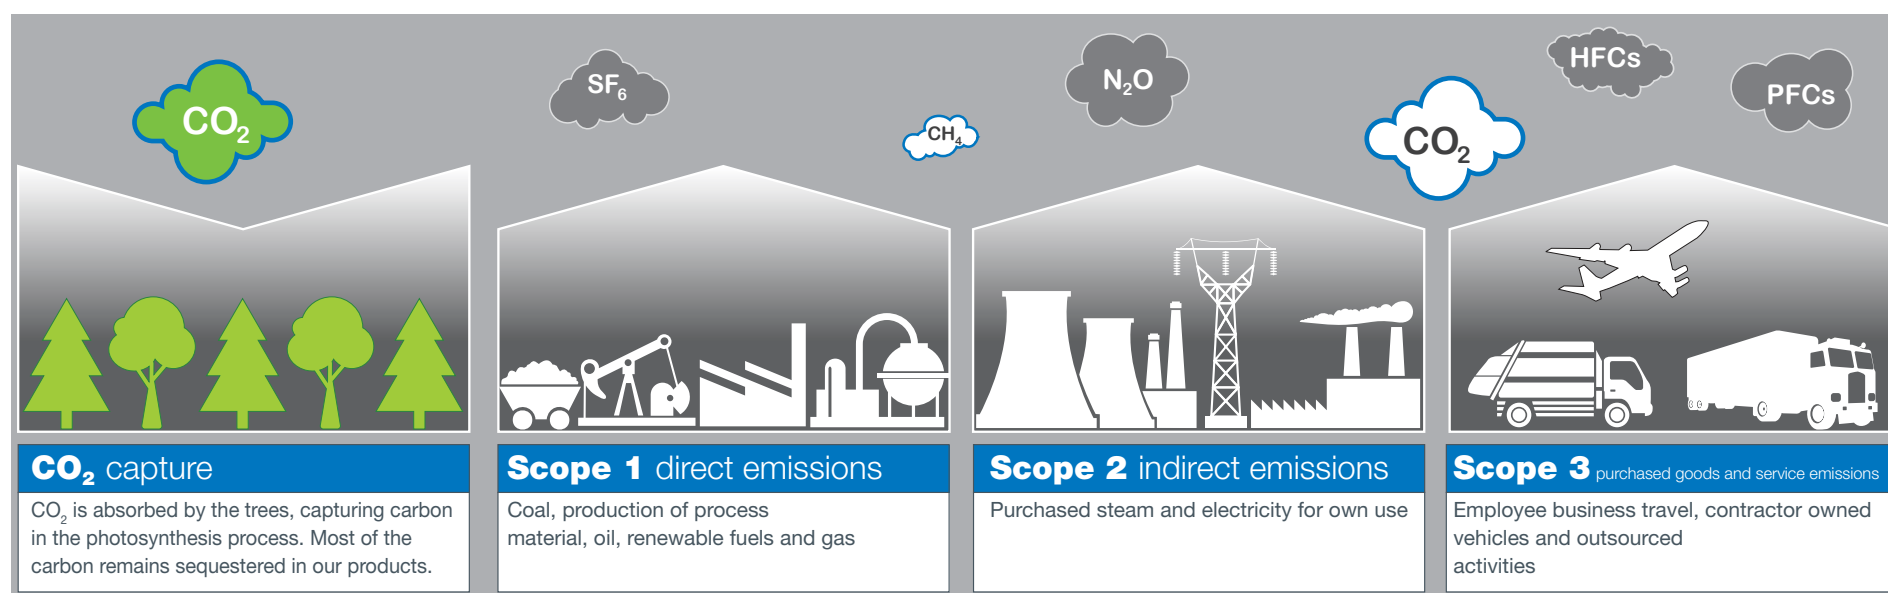 CO₂
SF₆
CH₄
N₂O
CO₂
HFCs
PFCs
CO₂ capture
CO₂ is absorbed by the trees, capturing carbon
in the photosynthesis process. Most of the
carbon remains sequestered in our products.
Scope 1 direct emissions
Coal, production of process
material, oil, renewable fuels and gas
Scope 2 indirect emissions
Purchased steam and electricity for own use
Scope 3 purchased goods and service emissions
Employee business travel, contractor owned
vehicles and outsourced
activities